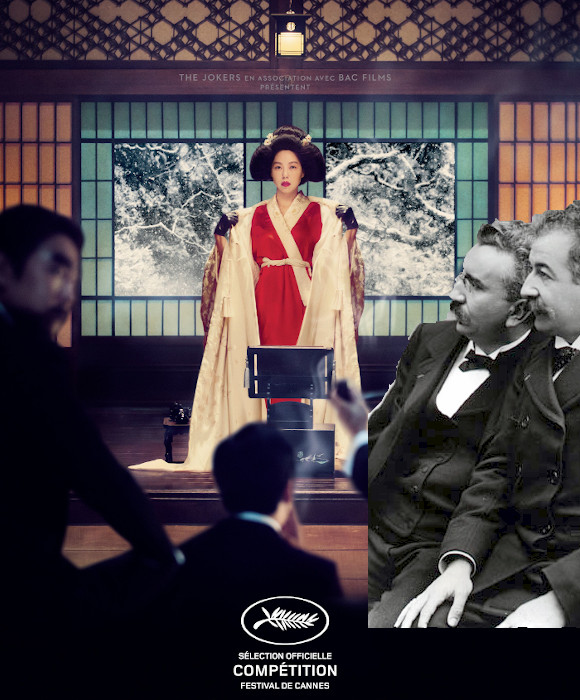 THE JOKERS EN ASSOCIATION AVEC BAC FILMS
PRÉSENTENT
SÉLECTION OFFICIELLE
COMPÉTITION
FESTIVAL DE CANNES